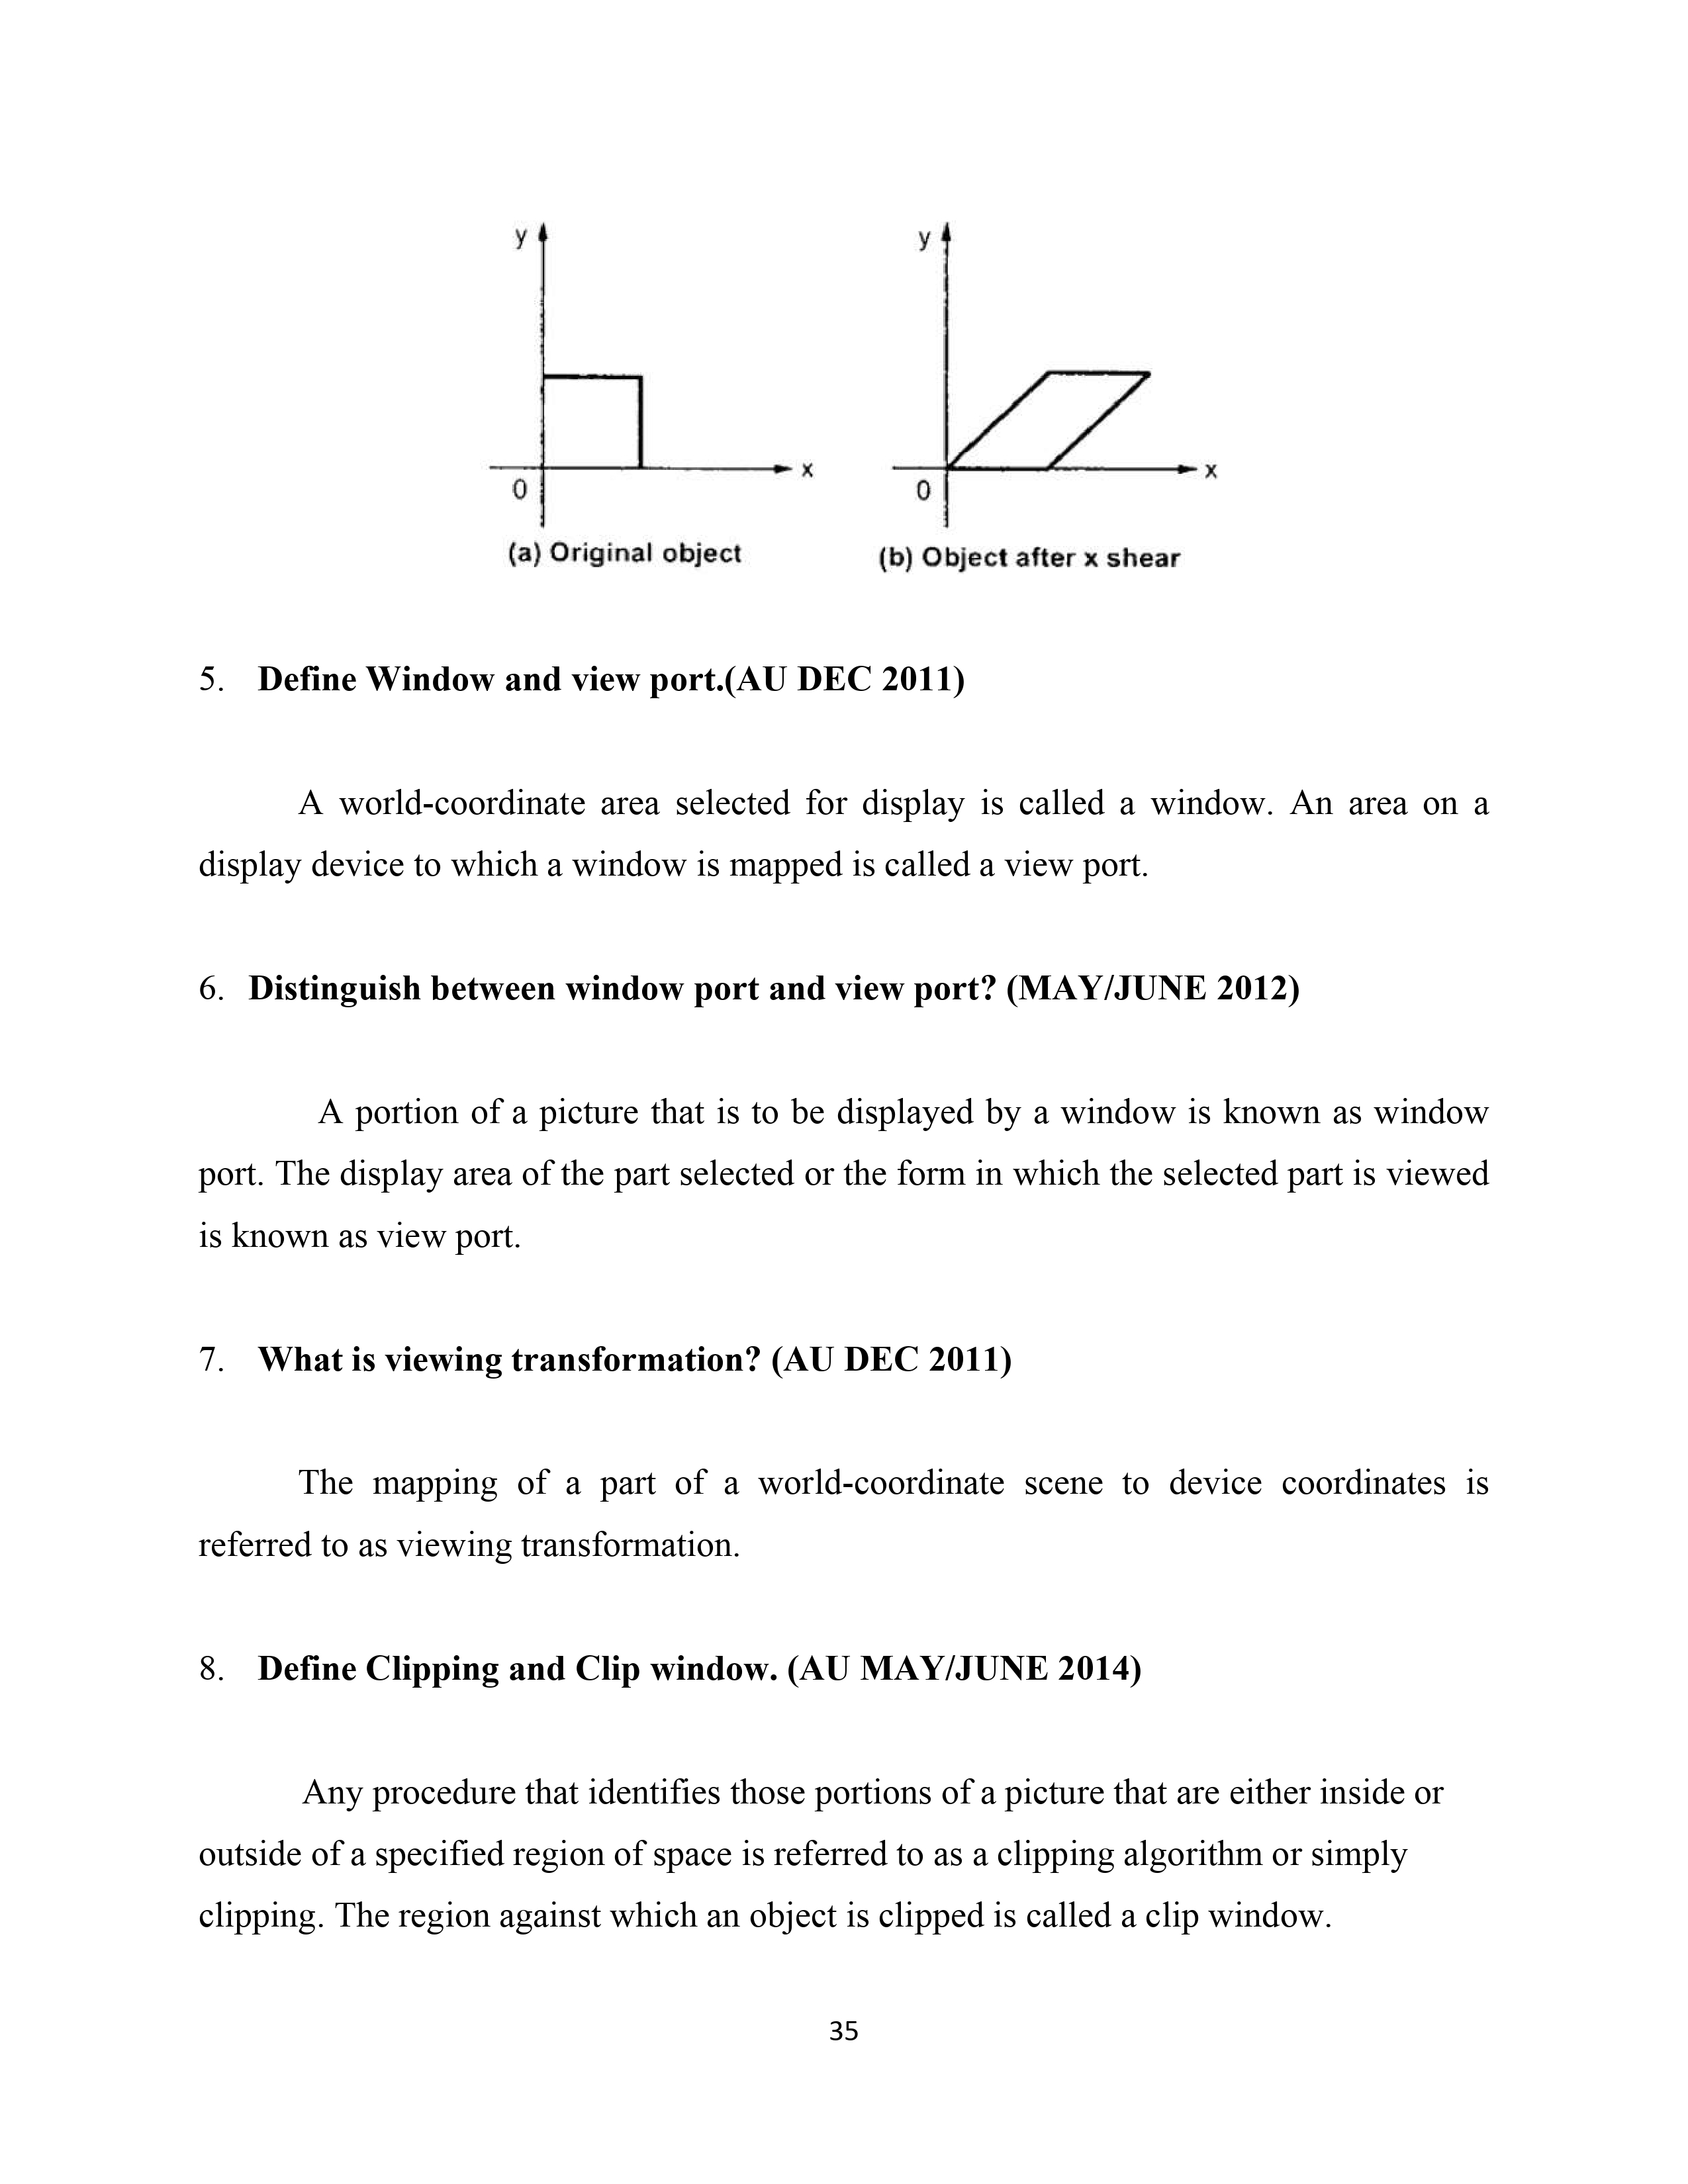 y
y
x
x
0
0
(a) Original object
(b) Object after x shear
5. Define Window and view port.(AU DEC 2011)
A world-coordinate area selected for display is called a window. An area on a
display device to which a window is mapped is called a view port.
6. Distinguish between window port and view port? (MAY/JUNE 2012)
A portion of a picture that is to be displayed by a window is known as window
port. The display area of the part selected or the form in which the selected part is viewed
is known as view port.
7. What is viewing transformation? (AU DEC 2011)
The mapping of a part of a world-coordinate scene to device coordinates is
referred to as viewing transformation.
8. Define Clipping and Clip window. (AU MAY/JUNE 2014)
Any procedure that identifies those portions of a picture that are either inside or
outside of a specified region of space is referred to as a clipping algorithm or simply
clipping. The region against which an object is clipped is called a clip window.
35